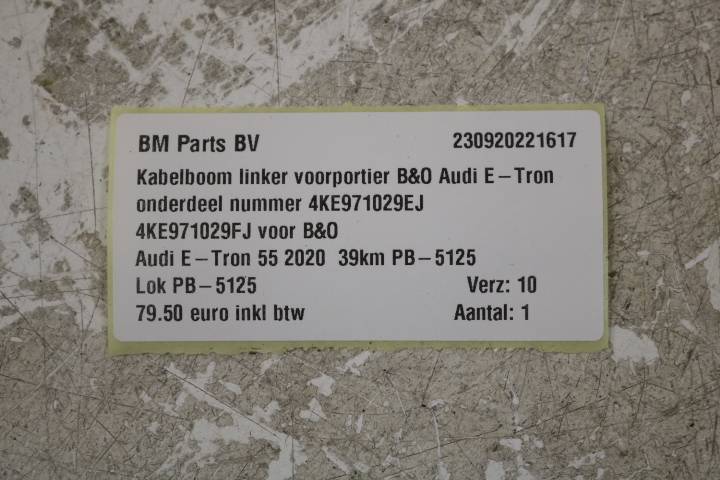 BM Parts BV 230920221617
Kabelboom linker voorportier B&O Audi E-Tron
onderdeel nummer 4KE971029EJ
4KE971029FJ voor B&O
Audi E-Tron 55 2020 39km PB-5125
Lok PB-5125 Verz: 10
79.50 euro inkl btw Aantal: 1